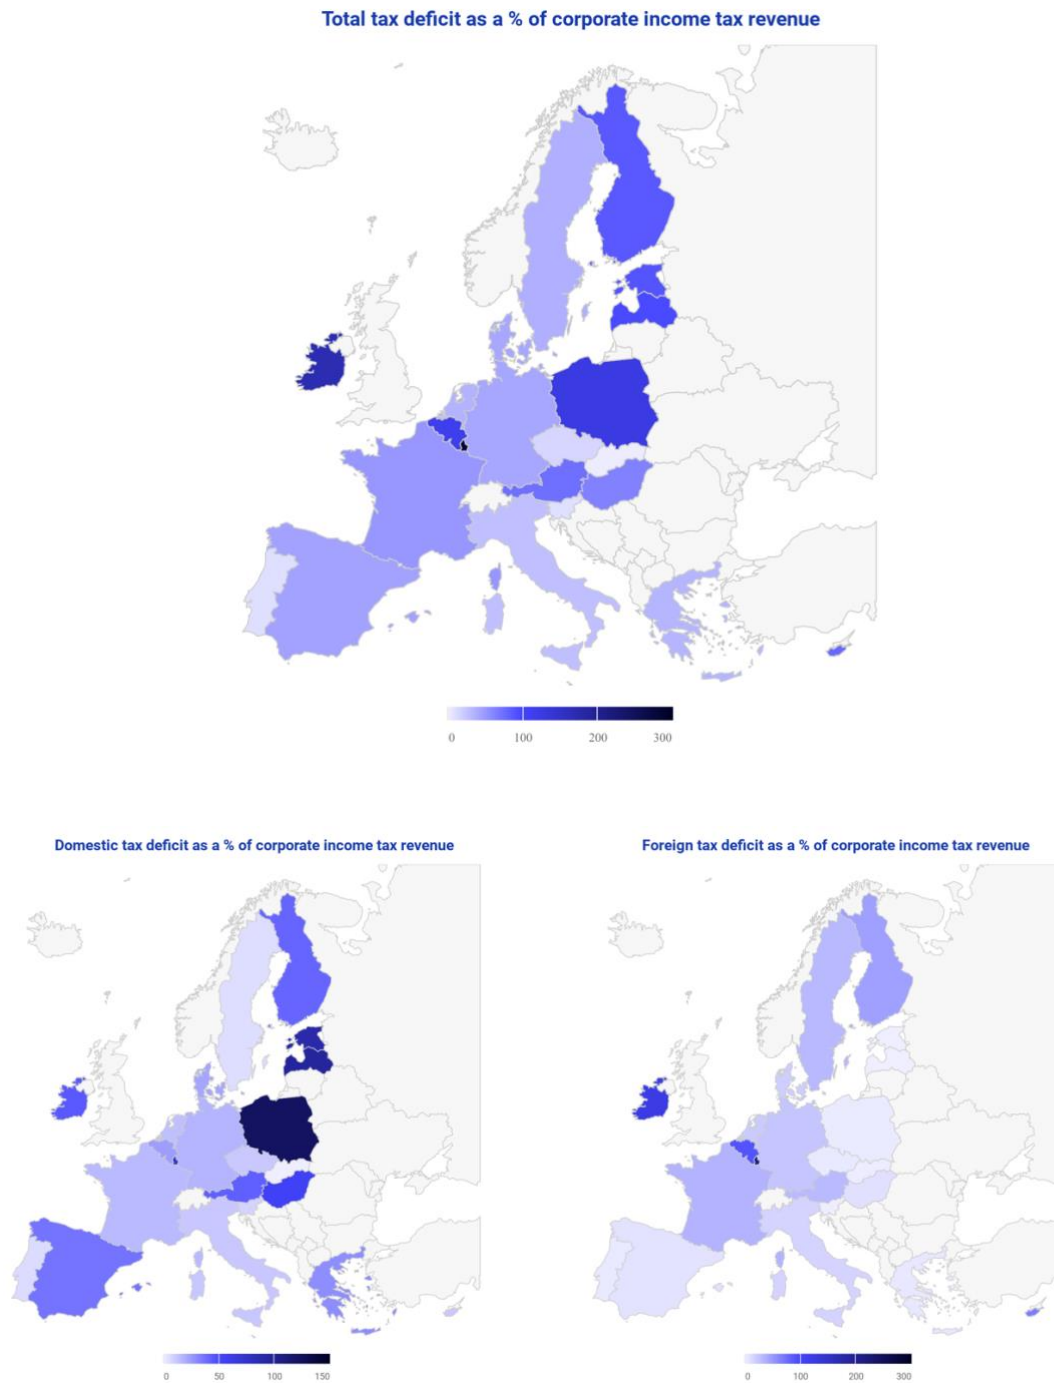 Total tax deficit as a % of corporate income tax revenue
0 100 200 300
Domestic tax deficit as a % of corporate income tax revenue
Foreign tax deficit as a % of corporate income tax revenue
0 50 100 150
0 100 200 300